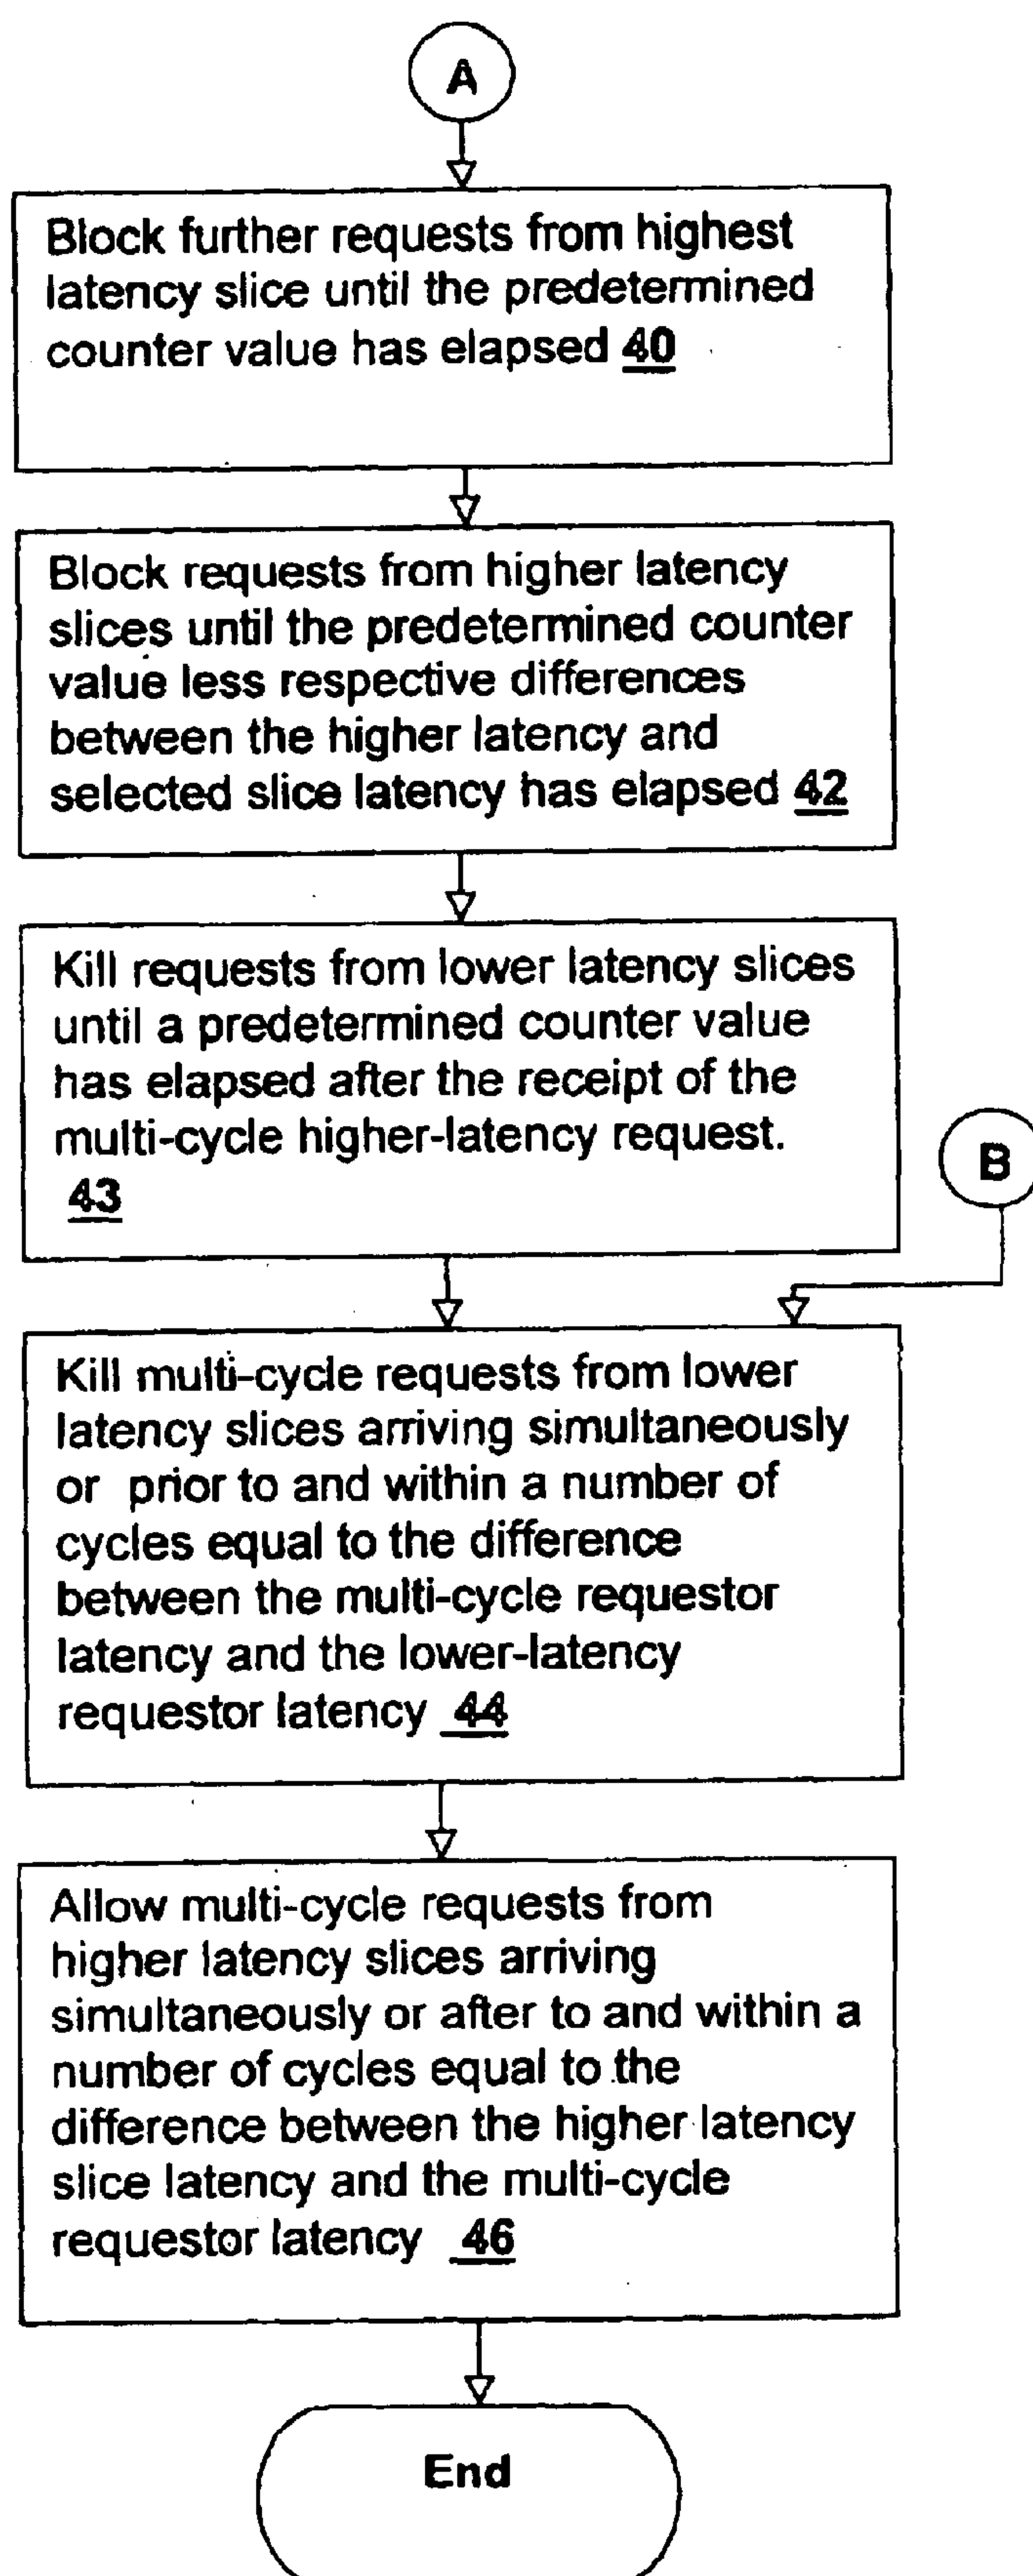 A
Block further requests from highest
latency slice until the predetermined
counter value has elapsed 40
Block requests from higher latency
slices until the predetermined counter
value less respective differences
between the higher latency and
selected slice latency has elapsed 42
Kill requests from lower latency slices
until a predetermined counter value
has elapsed after the receipt of the
multi-cycle higher-latency request.
43
B
Kill multi-cycle requests from lower
latency slices arriving simultaneously
or prior to and within a number of
cycles equal to the difference
between the multi-cycle requestor
latency and the lower-latency
requestor latency 44
Allow multi-cycle requests from
higher latency slices arriving
simultaneously or after to and within a
number of cycles equal to the
difference between the higher latency
slice latency and the multi-cycle
requestor latency 46
End